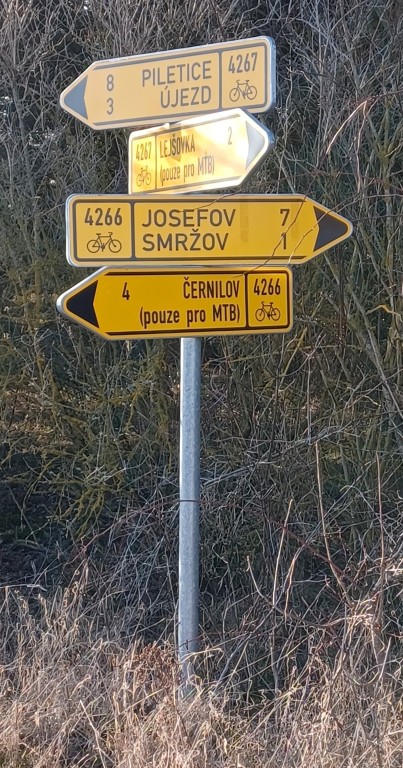 8 PILETICE 4267
3 ÚJEZD
4267 LEJŠOVKA 2
(pouze pro MTB)
4266 JOSEFOV 7
SMRŽOV 1
4 ČERNILOV 4266
(pouze pro MTB)